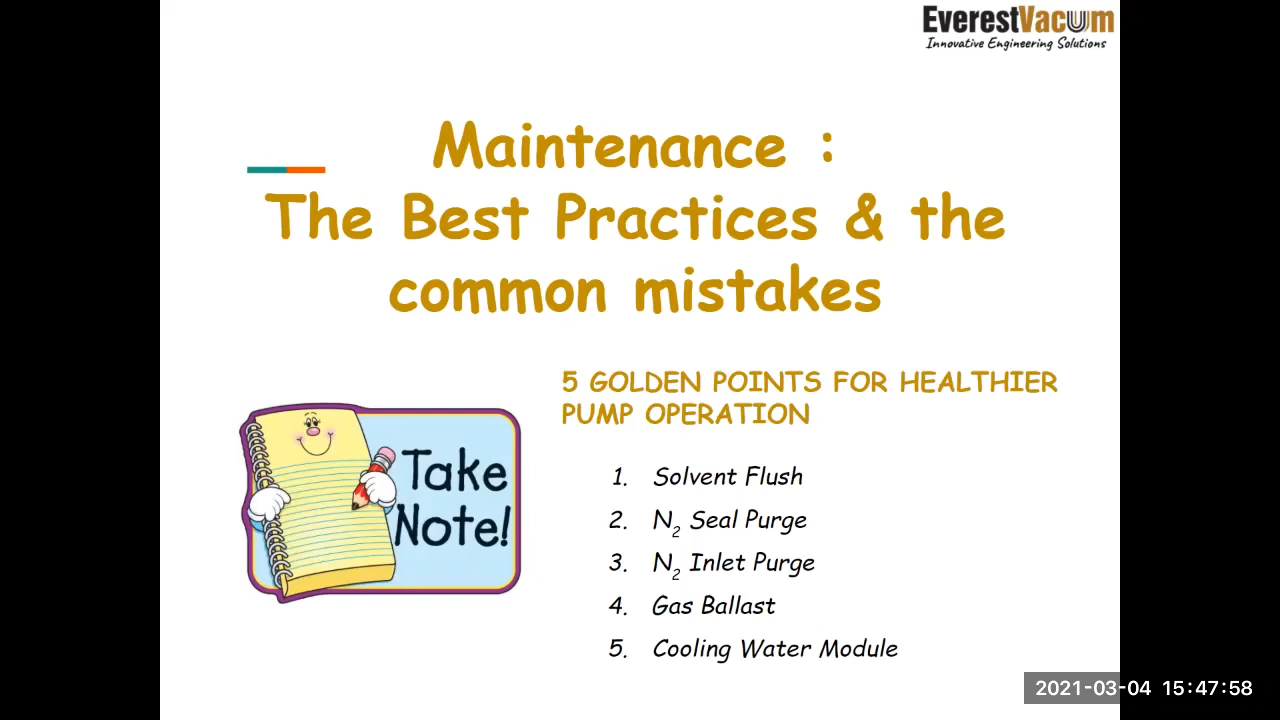 EverestVacuum
Innovative Engineering Solutions
Maintenance :
The Best Practices & the
common mistakes
5 GOLDEN POINTS FOR HEALTHIER
PUMP OPERATION
Take
Note!
1. Solvent Flush
2. N₂ Seal Purge
3. N₂ Inlet Purge
4. Gas Ballast
5. Cooling Water Module
2021-03-04 15:47:58